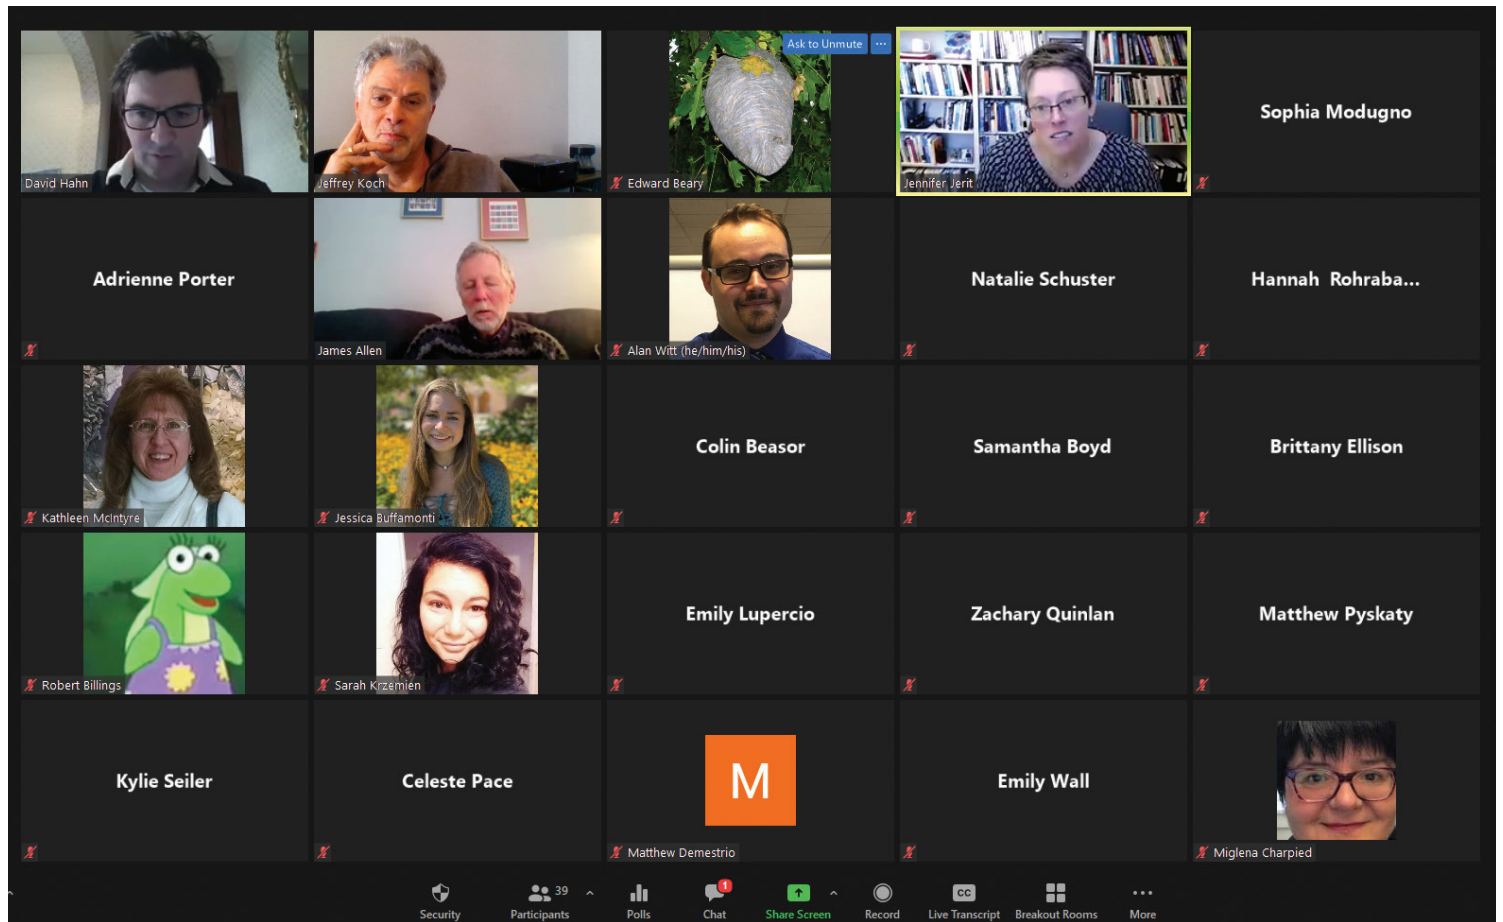 David Hahn
Jeffrey Koch
Ask to Unmute ...
Edward Beary
Jennifer Jerit
Sophia Modugno
Adrienne Porter
James Allen
Alan Witt (he/him/his)
Natalie Schuster
Hannah Rohraba...
Kathleen McIntyre
Jessica Buffamonti
Colin Beasor
Samantha Boyd
Brittany Ellison
Robert Billings
Sarah Krzemien
Emily Lupercio
Zachary Quinlan
Matthew Pyskaty
Kylie Seiler
Celeste Pace
M
Matthew Demestrio
Emily Wall
Miglena Charpied
39
1
CC
Security Participants Polls Chat Share Screen Record Live Transcript Breakout Rooms More